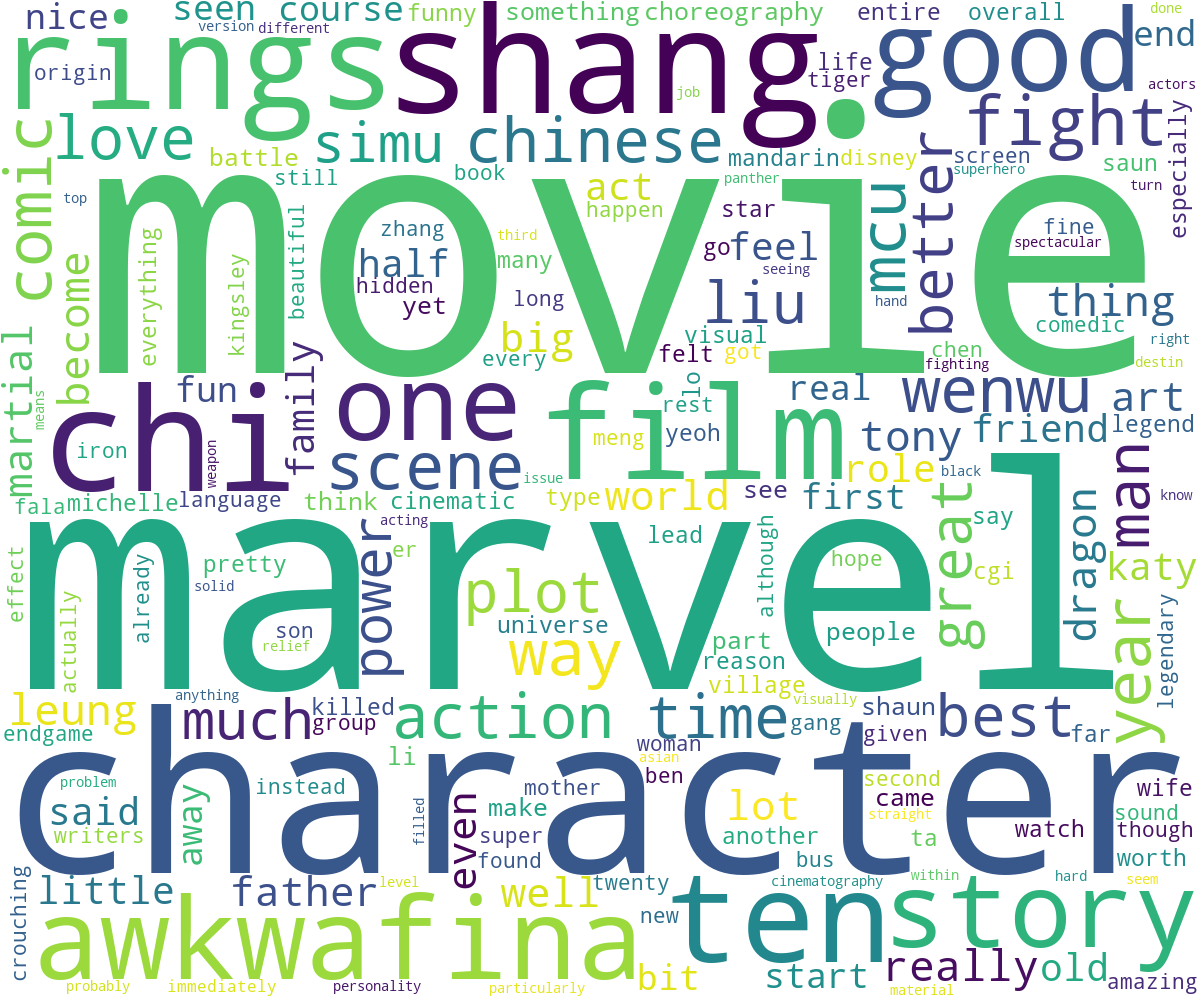 nice
seen course
funny
something
choreography
entire
overall
done
version
different
end
rings
shang.
good
origin
life
tiger
job
actors
love
simu
chinese
fight
comic
battle
still
book
mandarin
disney
better
screen
superhero
saun
especially
top
movie
act
happen
panther
star
mcu
turn
everything
kingsley
beautiful
zhang
half
hidden
yet
third
many
go
feel
seeing
fine
spectacular
become
long
liu
hand
thing
comedic
big
every
visual
felt
got
chen
fighting
right
destin
martial
means
chi
fun
family
one
film
lo
rest
real
wenwu
art
iron
weapon
scene
meng
yeoh
tony
friend
legend
issue
role
black
man
fala
michelle
language
think
cinematic
type
world
see
first
great
know
marvel
acting
power
er
lead
say
dragon
effect
pretty
already
solid
plot
although
hope
cgi
katy
year
actually
son
relief
universe
way
part
reason
people
village
legendary
leung
anything
killed
visually
endgame
much
group
action
time
gang
shaun
given
best
far
li
woman
asian
ben
character
problem
instead
mother
second
came
wife
said
writers
away
filled
make
super
found
even
lot
another
straight
bus
ta
watch
sound
though
worth
crouching
little
father
level
well
twenty
cinematography
within
hard
seem
awkwafina
new
ten
story
probably
immediately
personality
particularly
bit
start
really
old
material
amazing